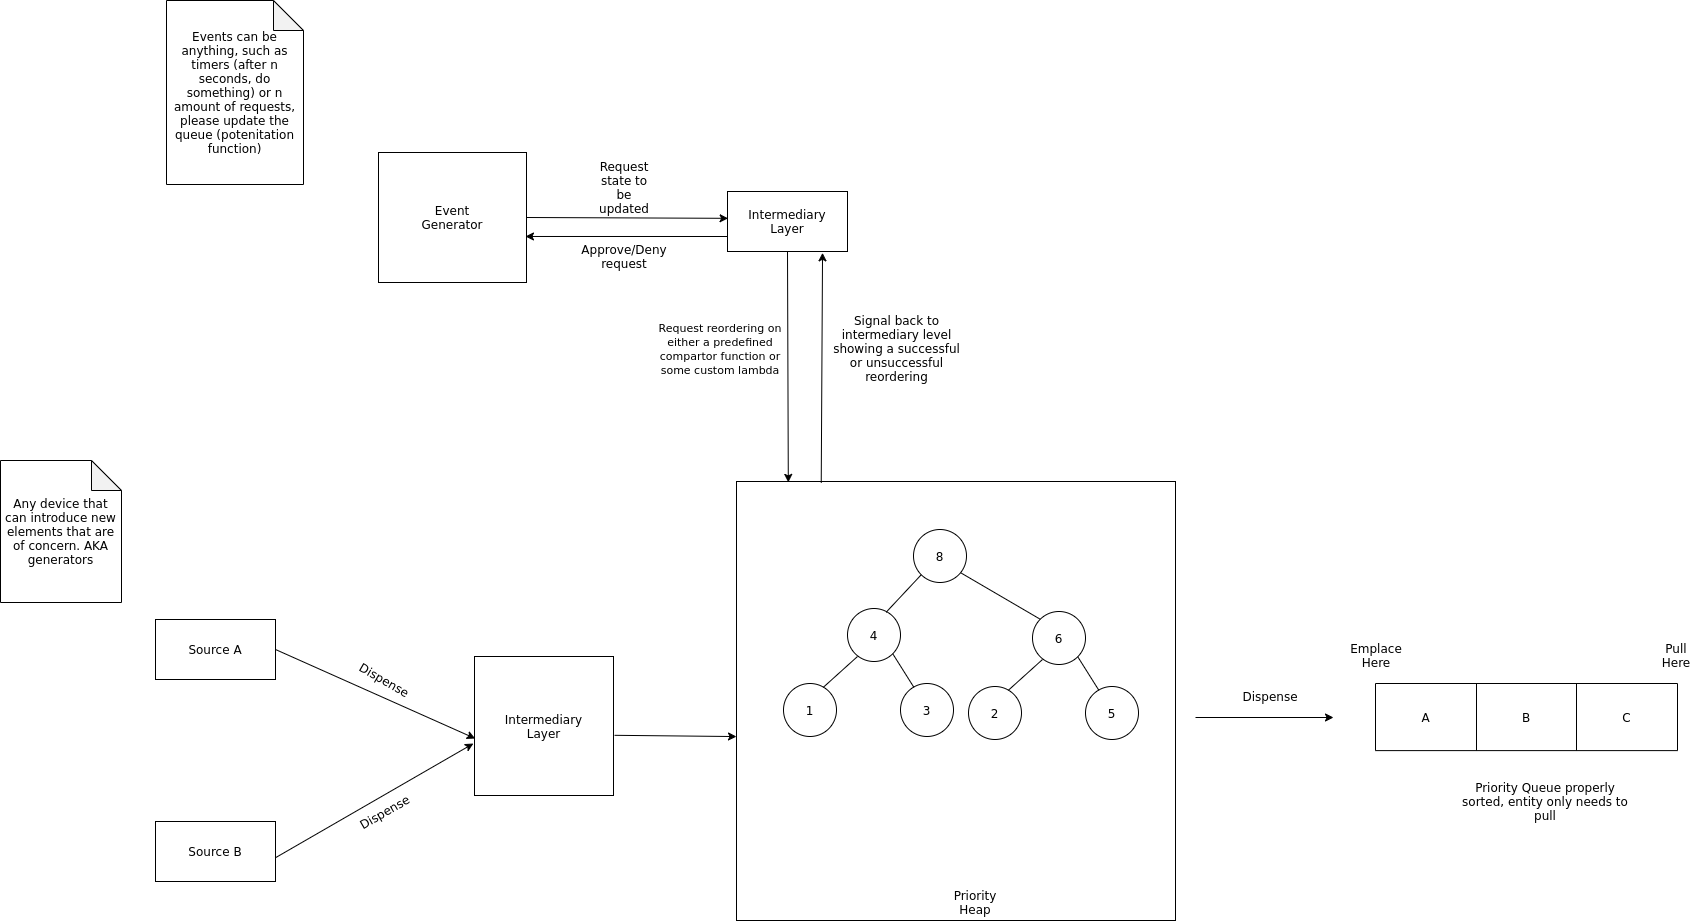 Events can be
anything, such as
timers (after n
seconds, do
something) or n
amount of requests,
please update the
queue (potenitation
function)
Event
Generator
Request
state to
be
updated
Approve/Deny
request
Intermediary
Layer
Request reordering on
either a predefined
compartor function or
some custom lambda
Signal back to
intermediary level
showing a successful
or unsuccessful
reordering
Any device that
can introduce new
elements that are
of concern. AKA
generators
Source A
Dispense
Source B
Dispense
Intermediary
Layer
8
4
6
1
3
2
5
Priority
Heap
Dispense
Emplace
Here
Pull
Here
A
B
C
Priority Queue properly
sorted, entity only needs to
pull